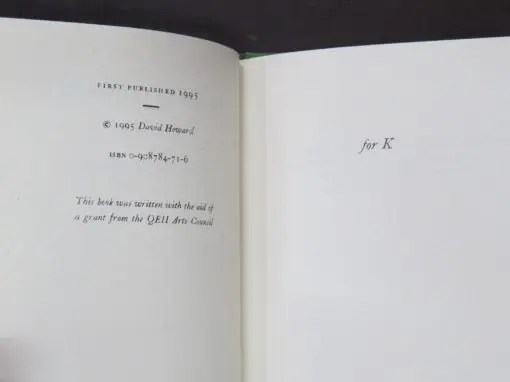 FIRST PUBLISHED 1995
© 1995 David Howard
ISBN 0-908784-71-6
This book was written with the aid of
a grant from the QEII Arts Council
for K